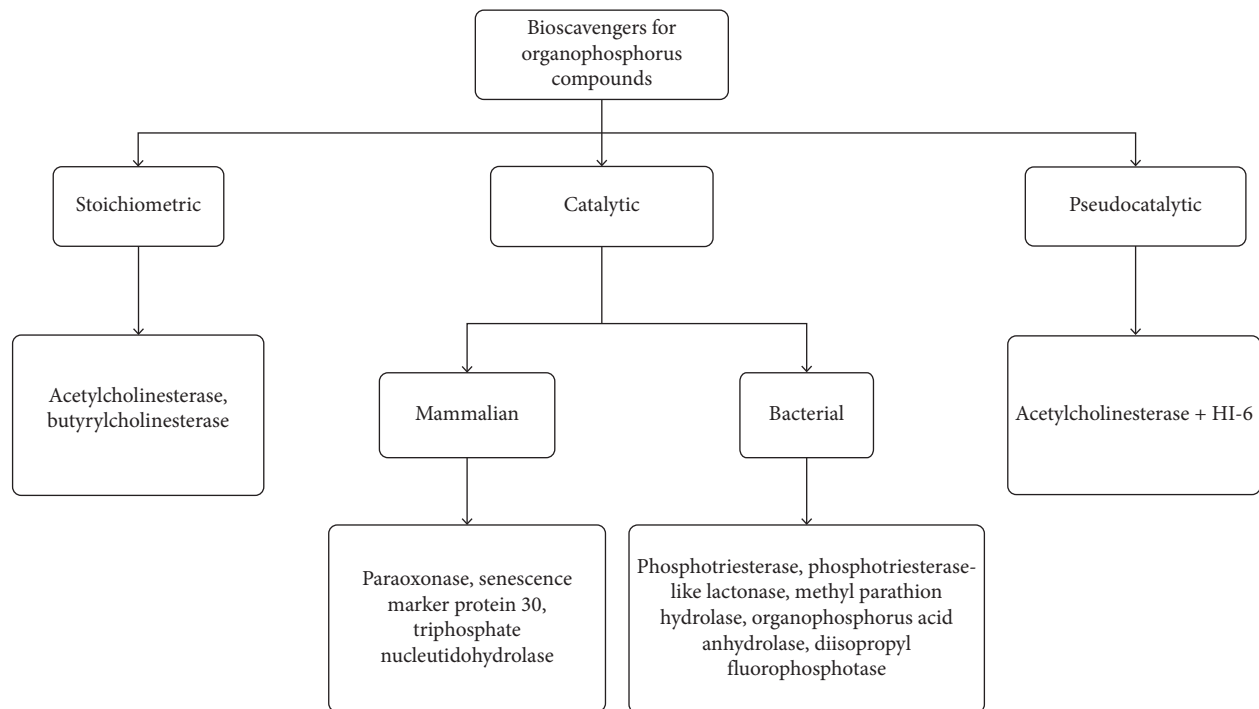 Bioscavengers for
organophosphorus
compounds
Stoichiometric
Catalytic
Pseudocatalytic
Acetylcholinesterase,
butyrylcholinesterase
Mammalian
Bacterial
Acetylcholinesterase + HI-6
Paraoxonase, senescence
marker protein 30,
triphosphate
nucleutidohydrolase
Phosphotriesterase, phosphotriesterase-
like lactonase, methyl parathion
hydrolase, organophosphorus acid
anhydrolase, diisopropyl
fluorophosphotase